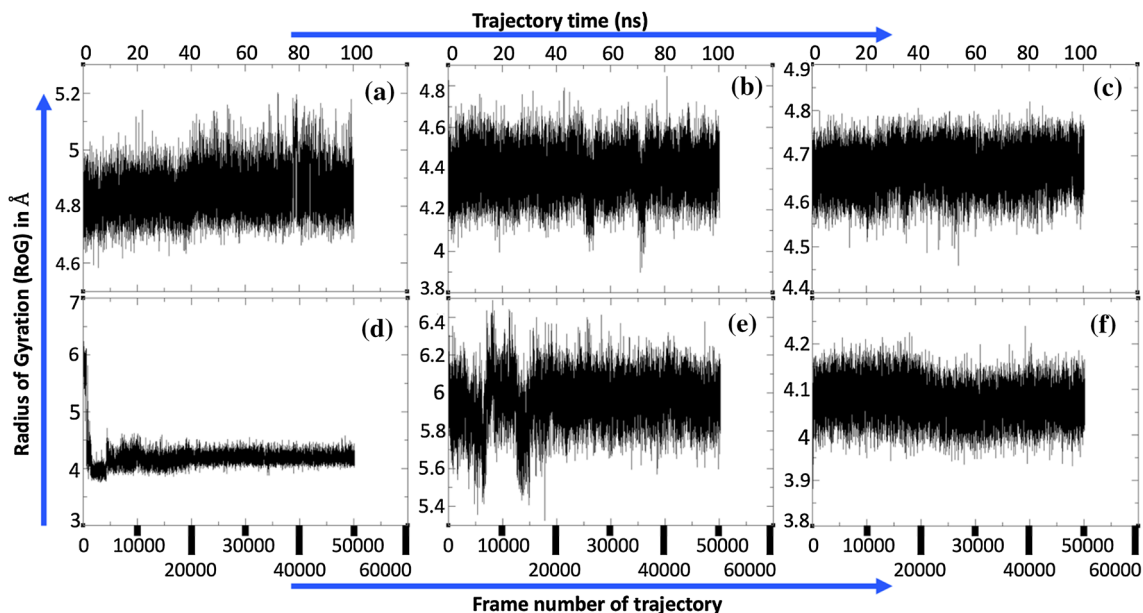 Trajectory time (ns)
0 20 40 60 80 100 0 20 40 60 80 100 0 20 40 60 80 100
Radius of Gyration (RoG) in Å
5.2
5
4.8
4.6
(a)
4.8
4.6
4.4
4.2
4
3.8
(b)
4.9
4.8
4.7
4.6
4.5
4.4
(c)
7
6
5
4
3
(d)
6.4
6.2
6
5.8
5.6
5.4
(e)
4.2
4.1
4
3.9
3.8
(f)
0 10000 30000 50000 0 10000 30000 50000 0 10000 30000 50000
20000 40000 60000 20000 40000 60000 20000 40000 60000
Frame number of trajectory